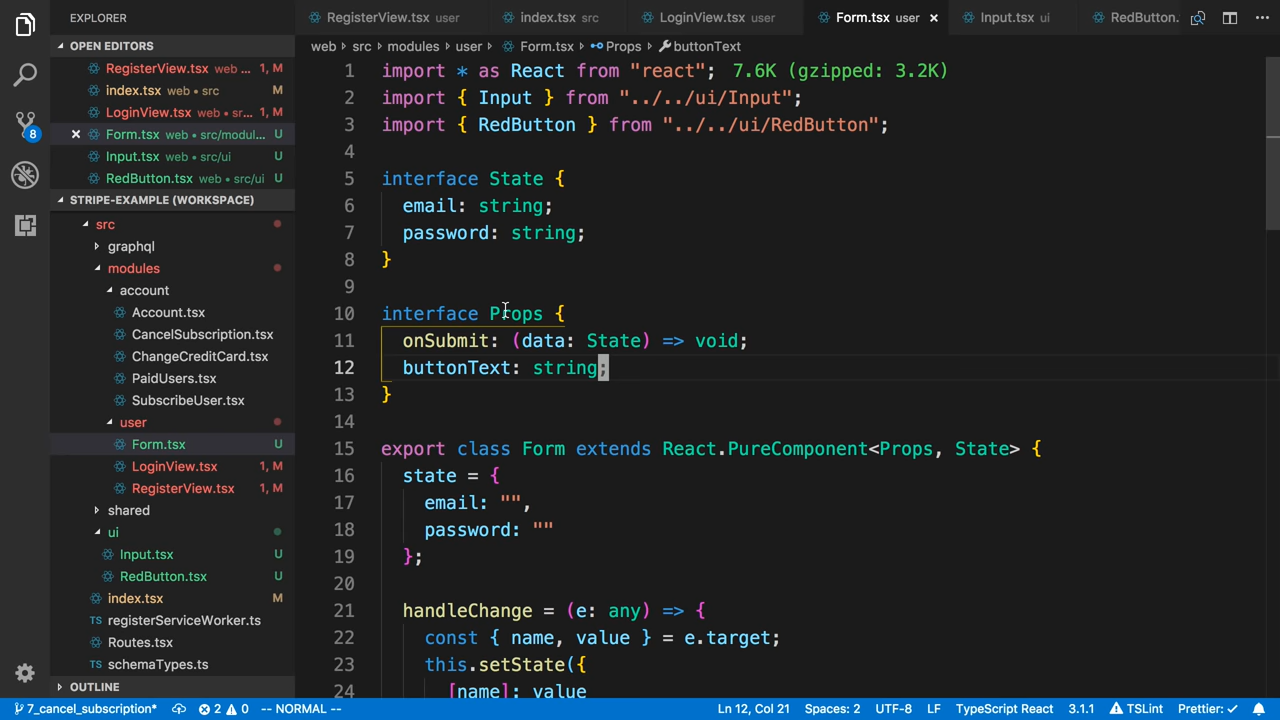 EXPLORER
RegisterView.tsx user
index.tsx src
LoginView.tsx user
Form.tsx user
Input.tsx ui
RedButton.
OPEN EDITORS
RegisterView.tsx web ... 1, M
index.tsx web • src M
LoginView.tsx web • sr... 1, M
Form.tsx web • src/modul... U
Input.tsx web • src/ui U
RedButton.tsx web • src/ui U
8
STRIPE-EXAMPLE (WORKSPACE)
src
graphql
modules
account
Account.tsx
CancelSubscription.tsx
ChangeCreditCard.tsx
PaidUsers.tsx
SubscribeUser.tsx
user
Form.tsx U
LoginView.tsx 1, M
RegisterView.tsx 1, M
shared
ui
Input.tsx U
RedButton.tsx U
index.tsx M
TS registerServiceWorker.ts
Routes.tsx
TS schemaTypes.ts
OUTLINE
web src modules user Form.tsx Props buttonText
1 import * as React from "react"; 7.6K (gzipped: 3.2K)
2 import { Input } from "../../ui/Input";
3 import { RedButton } from "../../ui/RedButton";
4
5 interface State {
6 email: string;
7 password: string;
8 }
9
10 interface Props {
11 onSubmit: (data: State) => void;
12 buttonText: string;
13 }
14
15 export class Form extends React.PureComponent<Props, State> {
16 state = {
17 email: "",
18 password: ""
19 };
20
21 handleChange = (e: any) => {
22 const { name, value } = e.target;
23 this.setState({
24 [name]: value
7_cancel_subscription* 2 0 -- NORMAL -- Ln 12, Col 21 Spaces: 2 UTF-8 LF TypeScript React 3.1.1 TSLint Prettier: ✓